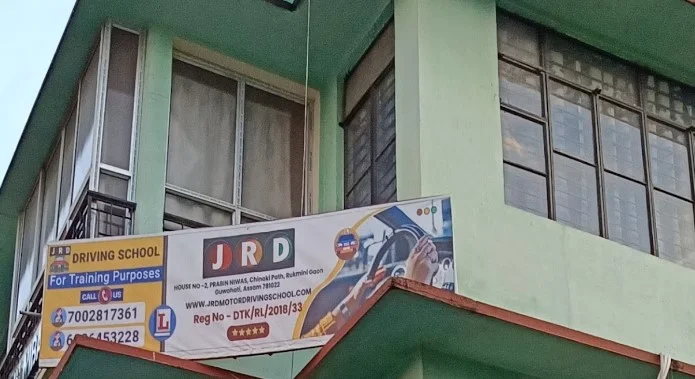 JRD
DRIVING SCHOOL
For Training Purposes
CALL US
7002817361
453228
L
JRD
HOUSE NO -2, PRABIN NIWAS, Chinaki Path, Rukmini Gaon
Guwahati, Assam 781022
WWW.JRDMOTORDRIVINGSCHOOL.COM
Reg No - DTK/RL/2018/33